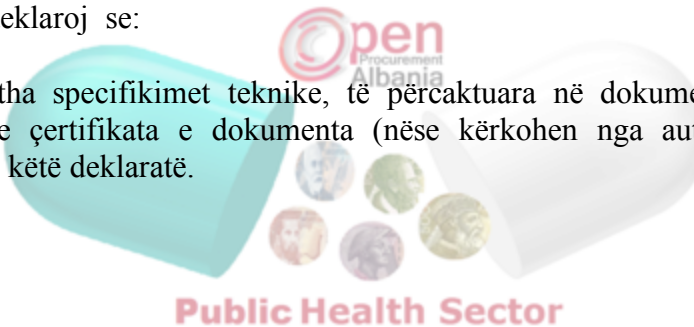 eklaroj se:
Open
Procurement
Albania
tha specifikimet teknike, të përcaktuara në dokume
e çertifikata e dokumenta (nëse kërkohen nga aut
këtë deklaratë.
Public Health Sector